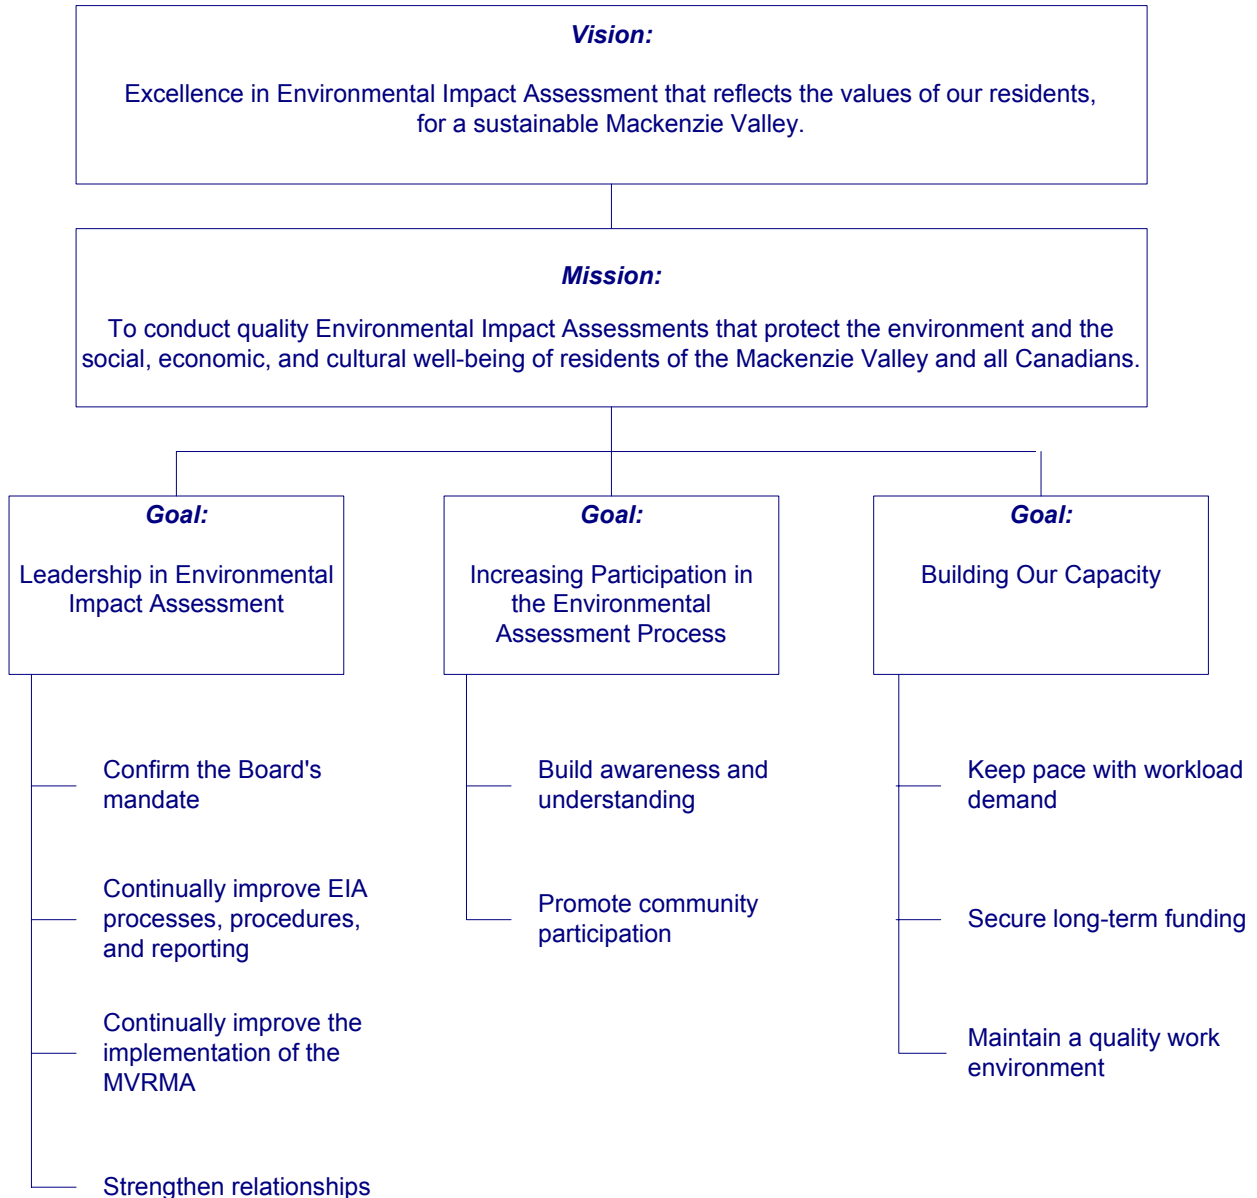 Vision:
Excellence in Environmental Impact Assessment that reflects the values of our residents,
for a sustainable Mackenzie Valley.
Mission:
To conduct quality Environmental Impact Assessments that protect the environment and the
social, economic, and cultural well-being of residents of the Mackenzie Valley and all Canadians.
Goal:
Leadership in Environmental
Impact Assessment
Confirm the Board's
mandate
Continually improve EIA
processes, procedures,
and reporting
Continually improve the
implementation of the
MVRMA
Strengthen relationships
Goal:
Increasing Participation in
the Environmental
Assessment Process
Build awareness and
understanding
Promote community
participation
Goal:
Building Our Capacity
Keep pace with workload
demand
Secure long-term funding
Maintain a quality work
environment